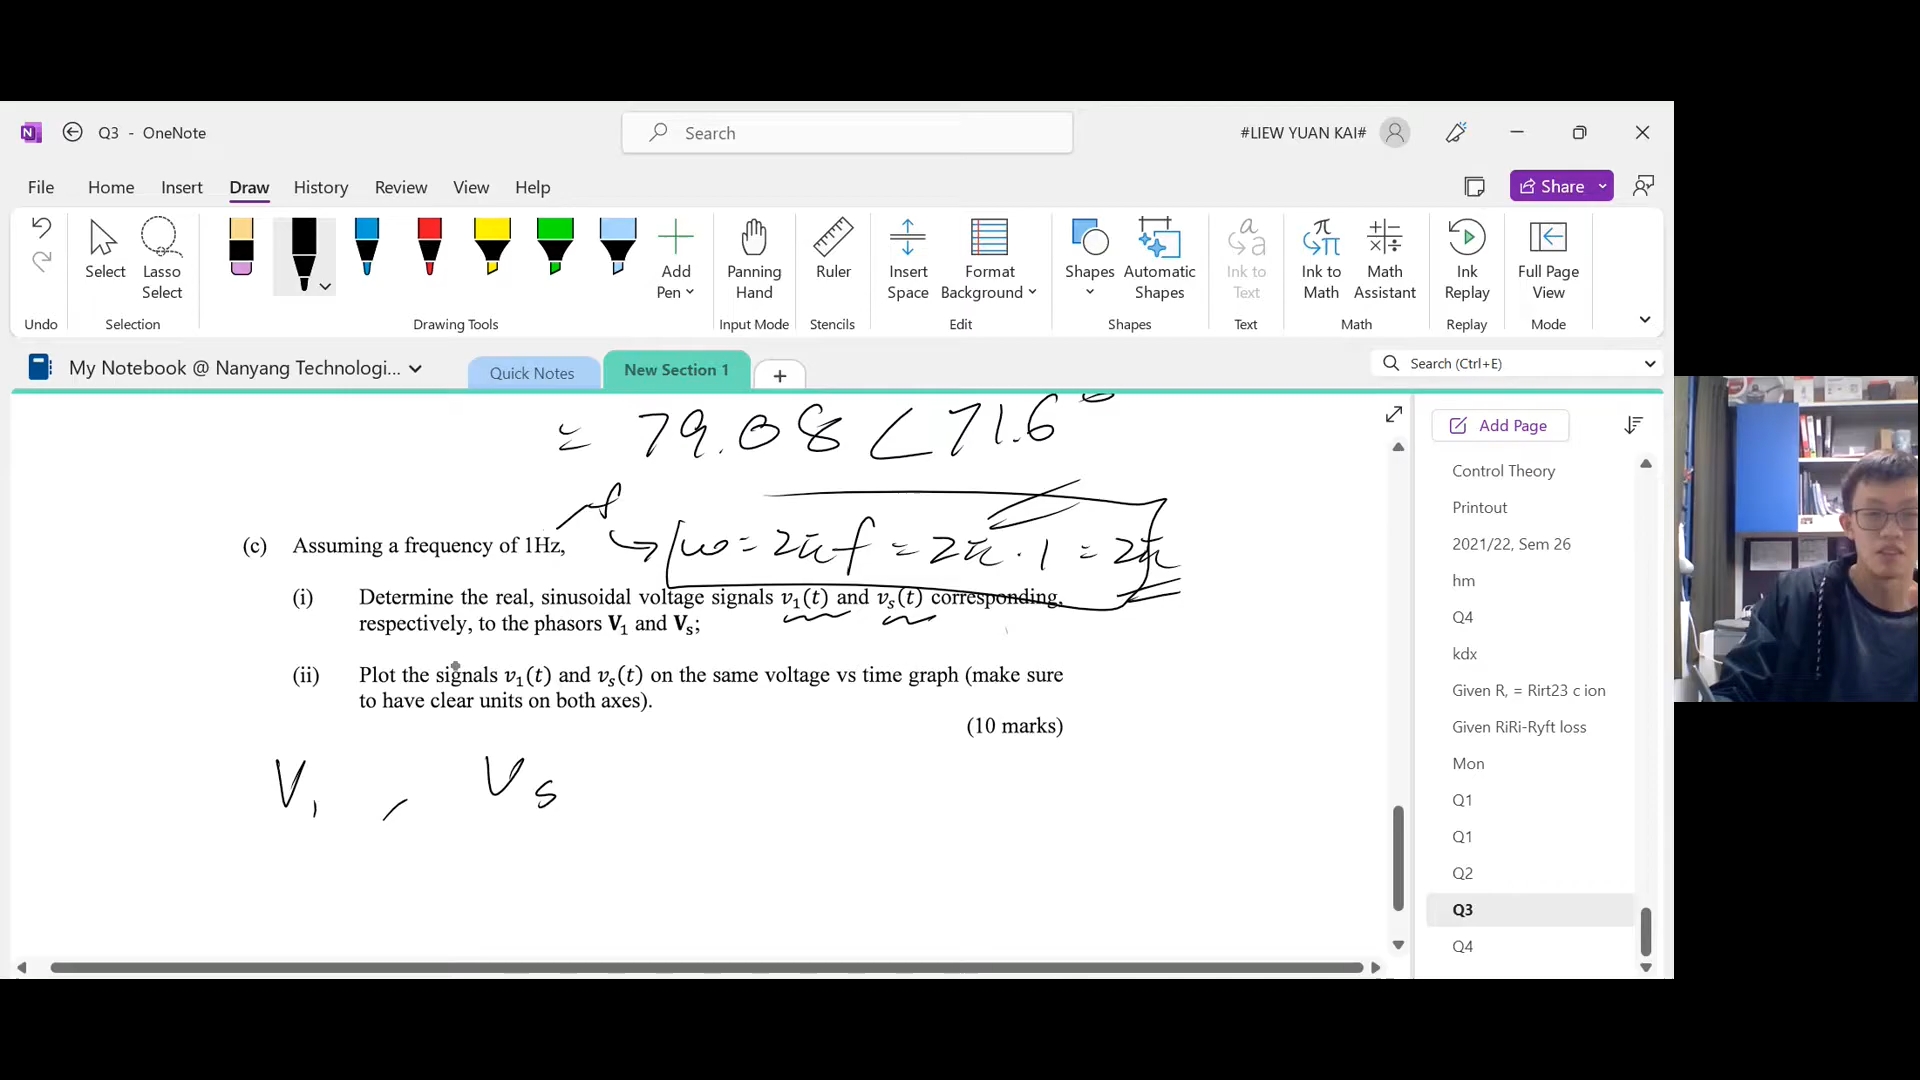 Q3 - OneNote
Search
#LIEW YUAN KAI#
File Home Insert Draw History Review View Help
Share
Select
Lasso Select
Add Pen
Panning Hand
Ruler
Insert Space
Format Background
Shapes
Automatic Shapes
Ink to Text
Ink to Math
Math Assistant
Ink Replay
Full Page View
Undo
Selection
Drawing Tools
Input Mode
Stencils
Edit
Shapes
Text
Math
Replay
Mode
My Notebook @ Nanyang Technologi...
Quick Notes
New Section 1
Search (Ctrl+E)
= 79.08 ∠ 71.6°
f
(c) Assuming a frequency of 1Hz,
ω = 2πf = 2π · 1 = 2π
(i) Determine the real, sinusoidal voltage signals v₁(t) and vₛ(t) corresponding,
respectively, to the phasors V₁ and Vₛ;
(ii) Plot the signals v₁(t) and vₛ(t) on the same voltage vs time graph (make sure
to have clear units on both axes).
(10 marks)
V₁ , Vₛ
Add Page
Control Theory
Printout
2021/22, Sem 26
hm
Q4
kdx
Given R, = Rirt23 c ion
Given RiRi-Ryft loss
Mon
Q1
Q1
Q2
Q3
Q4